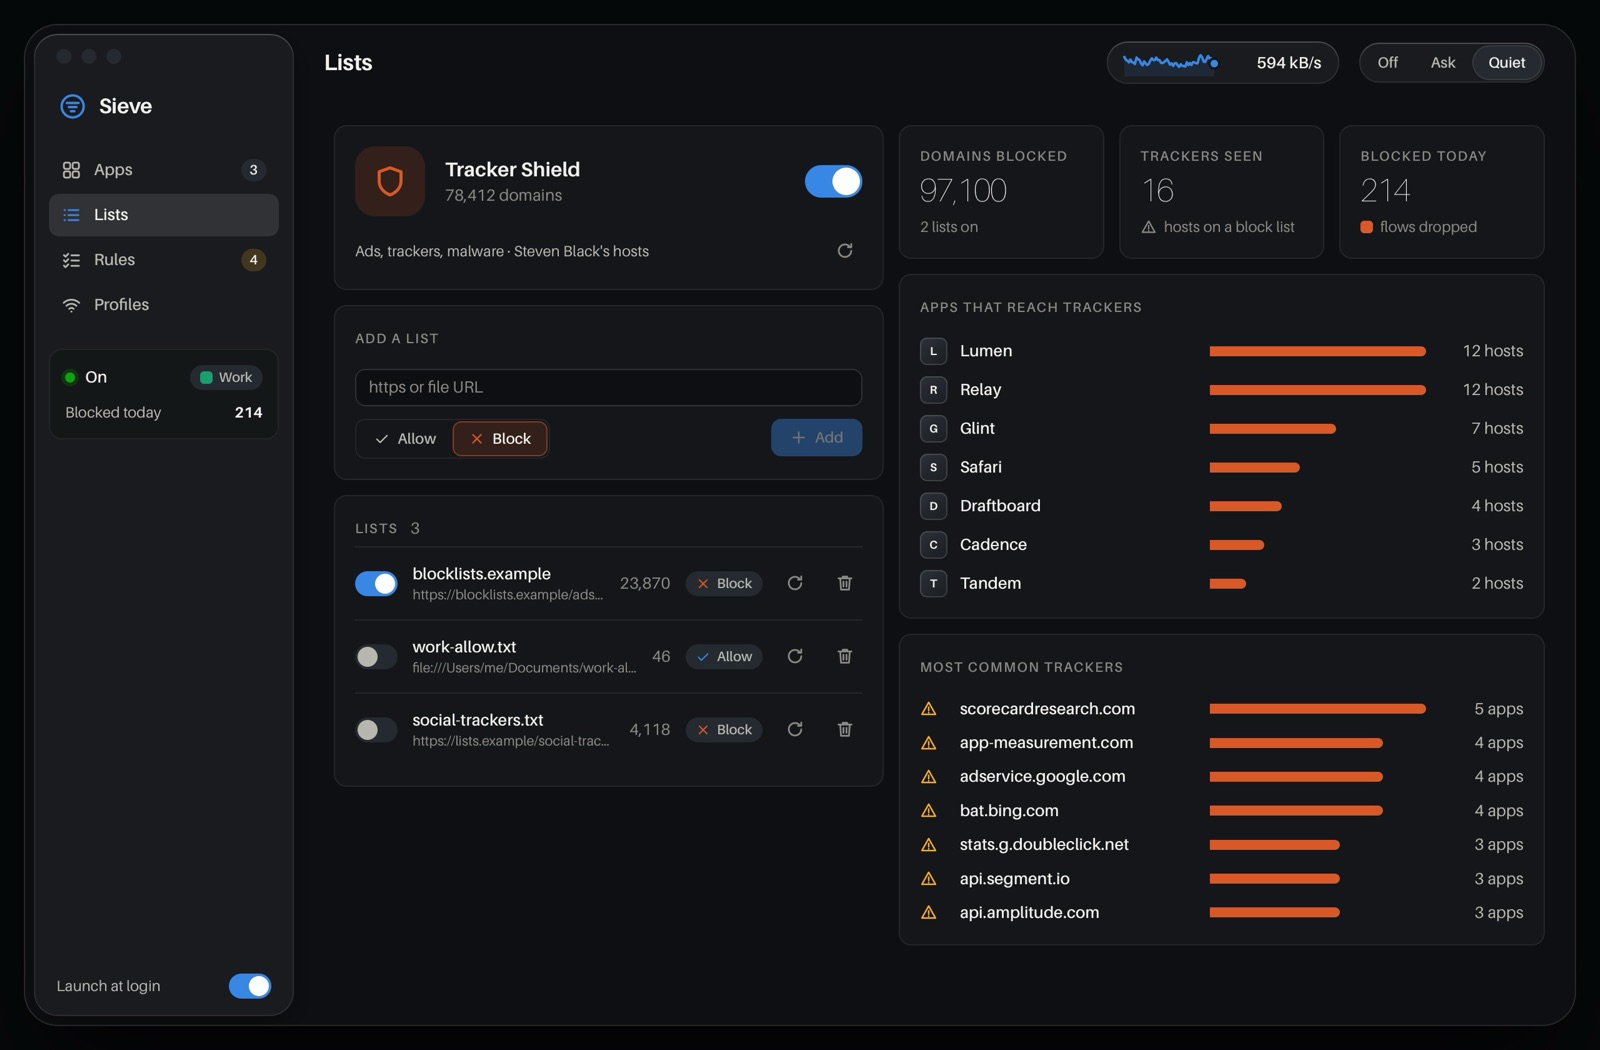 Sieve
Apps 3
Lists
Rules 4
Profiles
On Work
Blocked today 214
Launch at login
Lists
594 kB/s
Off Ask Quiet
Tracker Shield
78,412 domains
Ads, trackers, malware · Steven Black's hosts
ADD A LIST
https or file URL
Allow Block
+ Add
LISTS 3
blocklists.example
https://blocklists.example/ads...
23,870 Block
work-allow.txt
file:///Users/me/Documents/work-al...
46 Allow
social-trackers.txt
https://lists.example/social-trac...
4,118 Block
DOMAINS BLOCKED
97,100
2 lists on
TRACKERS SEEN
16
hosts on a block list
BLOCKED TODAY
214
flows dropped
APPS THAT REACH TRACKERS
L Lumen 12 hosts
R Relay 12 hosts
G Glint 7 hosts
S Safari 5 hosts
D Draftboard 4 hosts
C Cadence 3 hosts
T Tandem 2 hosts
MOST COMMON TRACKERS
scorecardresearch.com 5 apps
app-measurement.com 4 apps
adservice.google.com 4 apps
bat.bing.com 4 apps
stats.g.doubleclick.net 3 apps
api.segment.io 3 apps
api.amplitude.com 3 apps